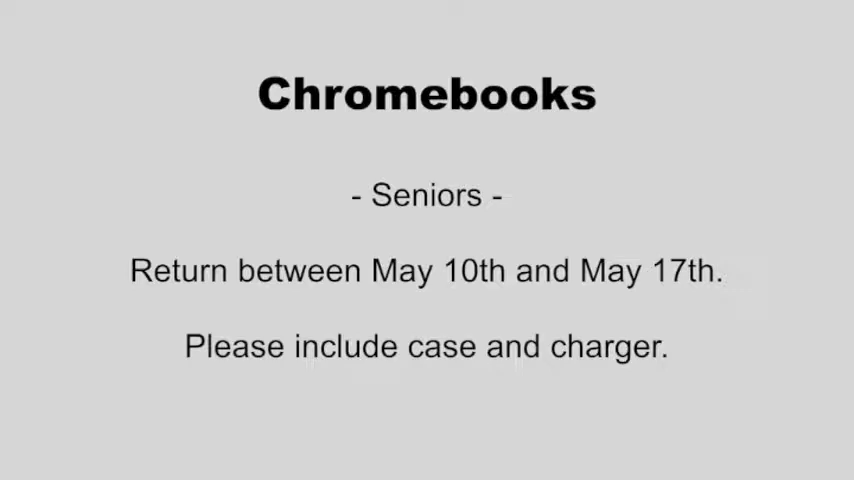 Chromebooks
- Seniors -
Return between May 10th and May 17th.
Please include case and charger.